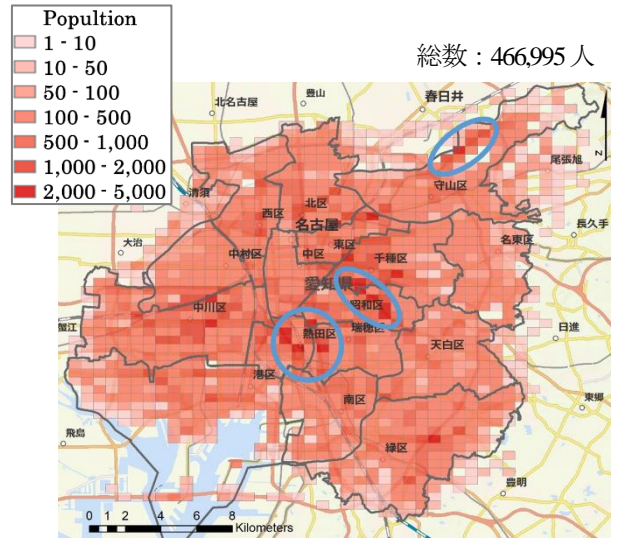 Popultion
1 - 10
10 - 50
50 - 100
100 - 500
500 - 1,000
1,000 - 2,000
2,000 - 5,000
総数：466,995 人
北名古屋
豊山
春日井
尾張旭
守山区
清須
北区
西区
名古屋
東区
名東区
長久手
大治
中村区
中区
千種区
愛知県
昭和区
中川区
蟹江
熱田区
瑞穂区
天白区
日進
港区
南区
東郷
飛島
緑区
豊明
0 1 2 4 6 8
Kilometers
N